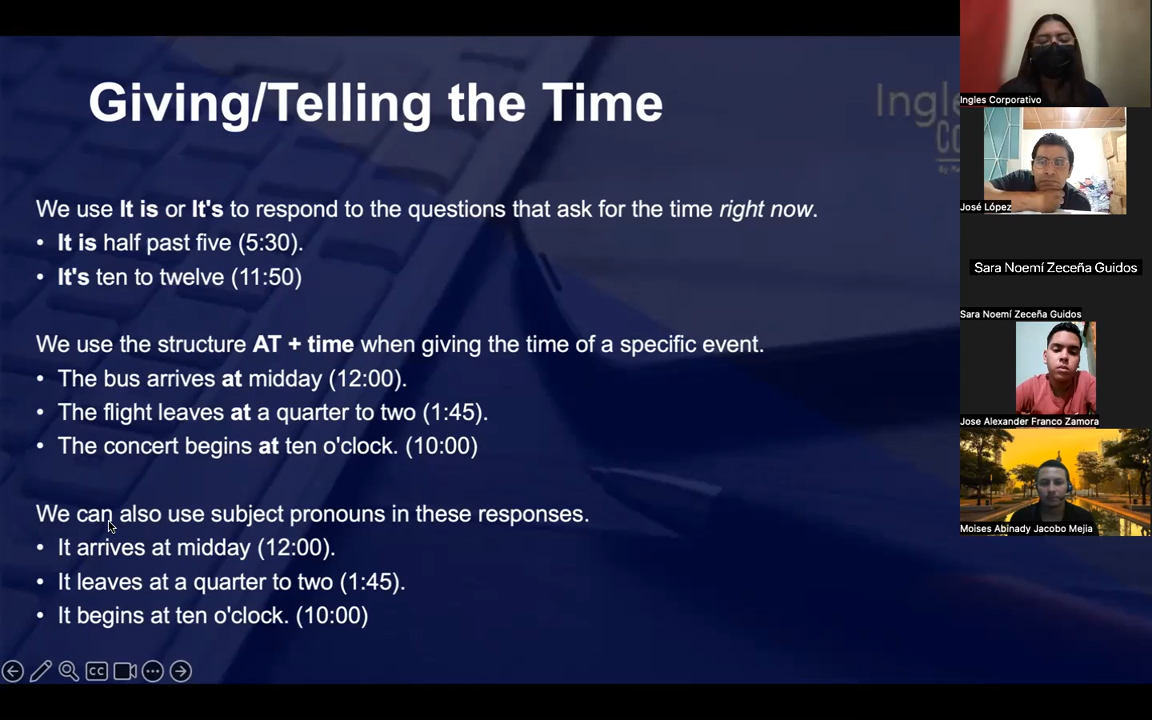 Giving/Telling the Time
We use It is or It's to respond to the questions that ask for the time right now.
• It is half past five (5:30).
• It's ten to twelve (11:50)
We use the structure AT + time when giving the time of a specific event.
• The bus arrives at midday (12:00).
• The flight leaves at a quarter to two (1:45).
• The concert begins at ten o'clock. (10:00)
We can also use subject pronouns in these responses.
• It arrives at midday (12:00).
• It leaves at a quarter to two (1:45).
• It begins at ten o'clock. (10:00)
CC
Ingles Corporativo
José López
Sara Noemí Zeceña Guidos
Sara Noemí Zeceña Guidos
Jose Alexander Franco Zamora
Moises Abinady Jacobo Mejia